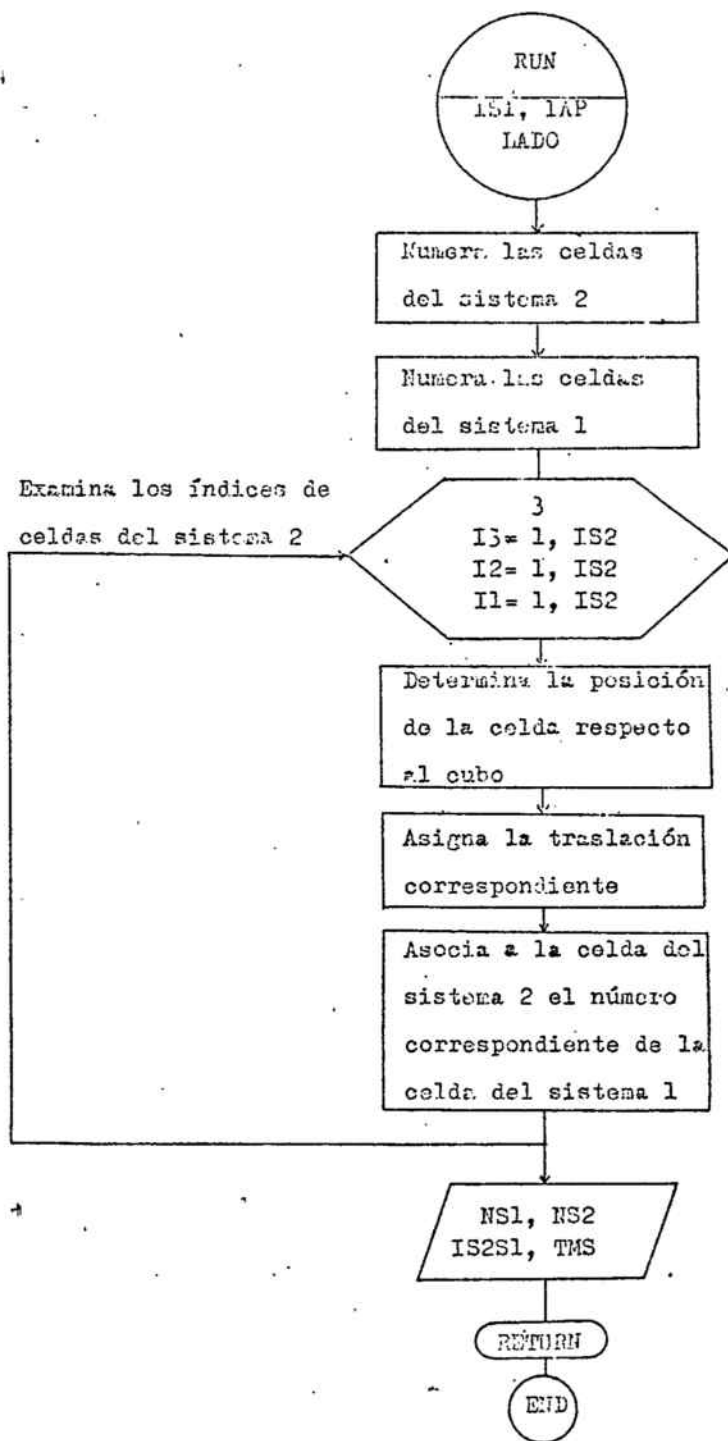 RUN
IS1, IAP
LADO
Numera las celdas
del sistema 2
Numera las celdas
del sistema 1
Examina los índices de
celdas del sistema 2
3
I3= 1, IS2
I2= 1, IS2
I1= 1, IS2
Determina la posición
de la celda respecto
al cubo
Asigna la traslación
correspondiente
Asocia a la celda del
sistema 2 el número
correspondiente de la
celda del sistema 1
NS1, NS2
IS2S1, TMS
RETURN
END